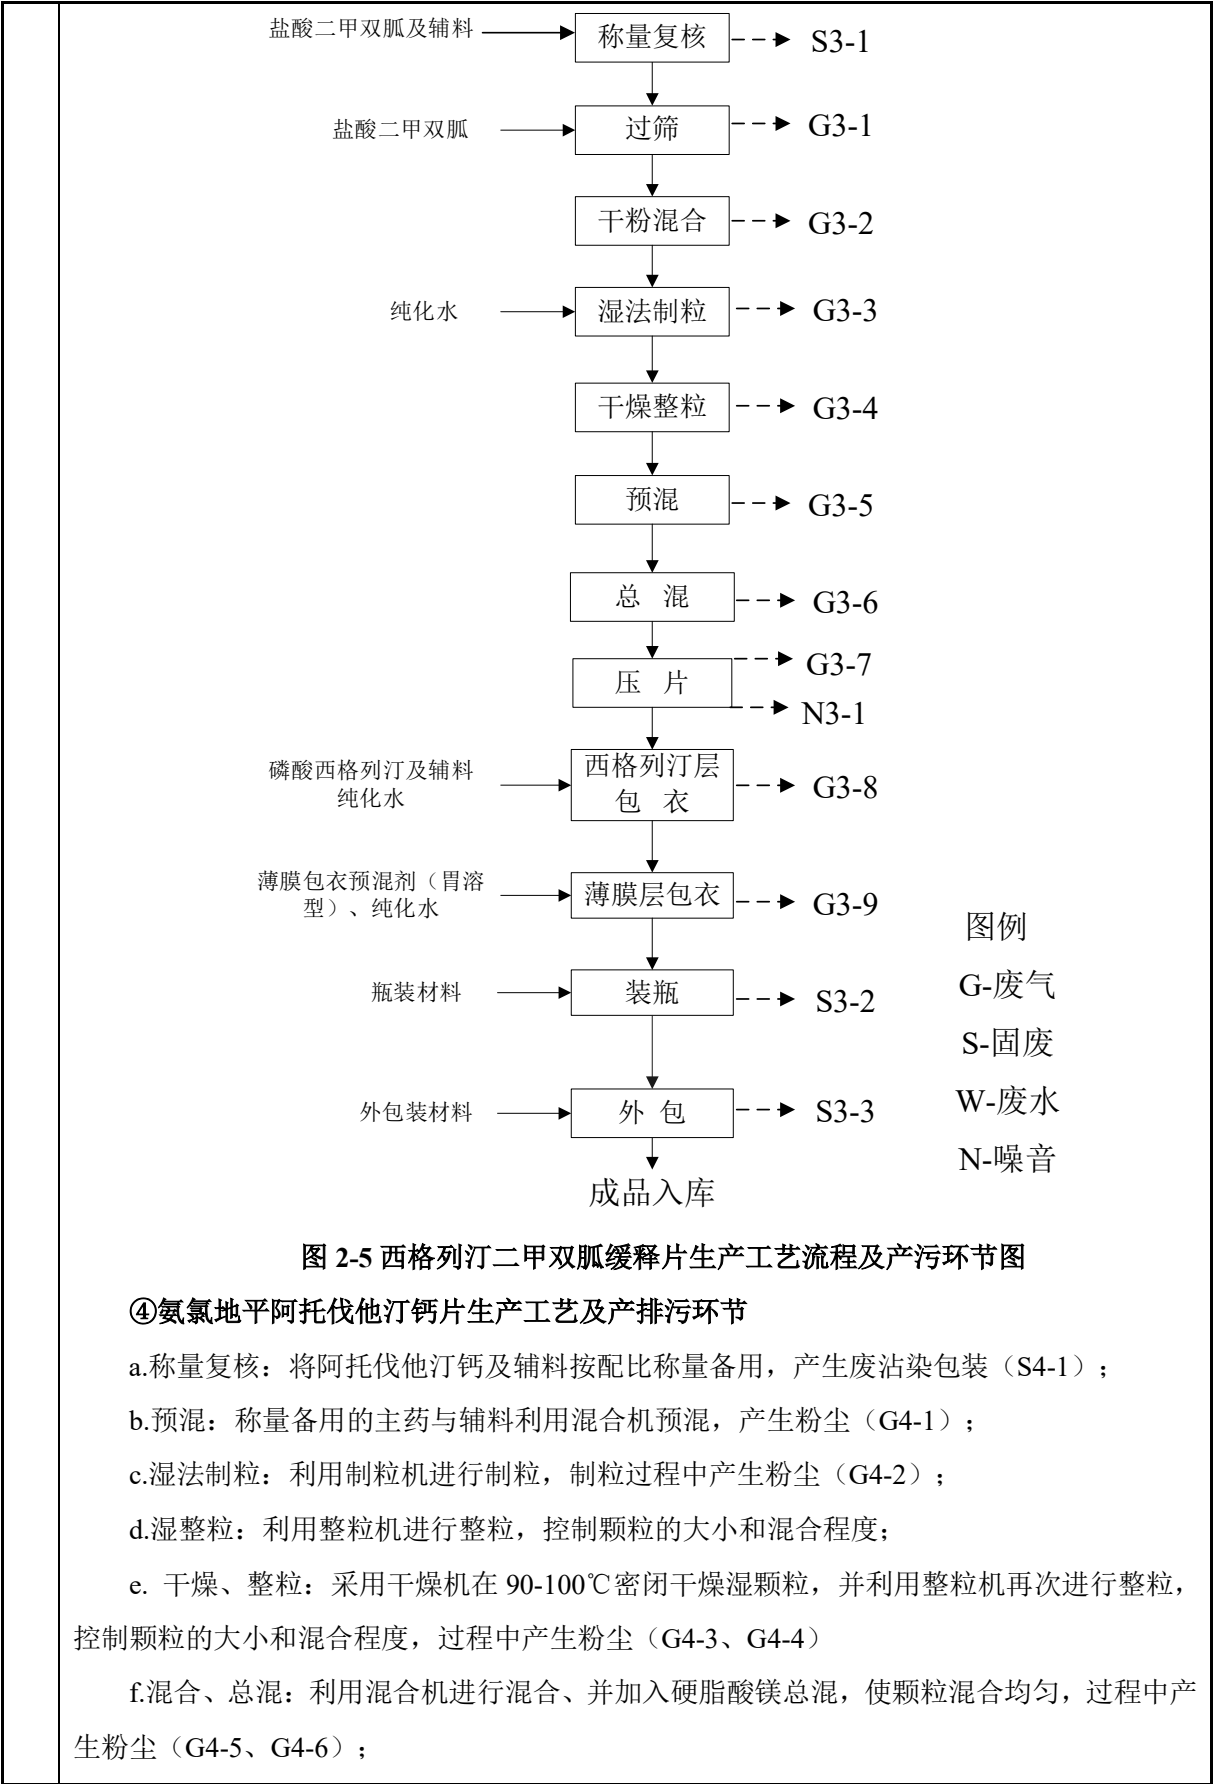 盐酸二甲双胍及辅料 称量复核 S3-1
盐酸二甲双胍 过筛 G3-1
干粉混合 G3-2
纯化水 湿法制粒 G3-3
干燥整粒 G3-4
预混 G3-5
总 混 G3-6
压 片 G3-7
N3-1
磷酸西格列汀及辅料
纯化水
西格列汀层
包 衣
G3-8
薄膜包衣预混剂（胃溶
型）、纯化水
薄膜层包衣 G3-9
瓶装材料 装瓶 S3-2
外包装材料 外 包 S3-3
成品入库
图例
G-废气
S-固废
W-废水
N-噪音
图 2-5 西格列汀二甲双胍缓释片生产工艺流程及产污环节图
④氨氯地平阿托伐他汀钙片生产工艺及产排污环节
a.称量复核：将阿托伐他汀钙及辅料按配比称量备用，产生废沾染包装（S4-1）；
b.预混：称量备用的主药与辅料利用混合机预混，产生粉尘（G4-1）；
c.湿法制粒：利用制粒机进行制粒，制粒过程中产生粉尘（G4-2）；
d.湿整粒：利用整粒机进行整粒，控制颗粒的大小和混合程度；
e. 干燥、整粒：采用干燥机在 90-100℃密闭干燥湿颗粒，并利用整粒机再次进行整粒，
控制颗粒的大小和混合程度，过程中产生粉尘（G4-3、G4-4）
f.混合、总混：利用混合机进行混合、并加入硬脂酸镁总混，使颗粒混合均匀，过程中产
生粉尘（G4-5、G4-6）；